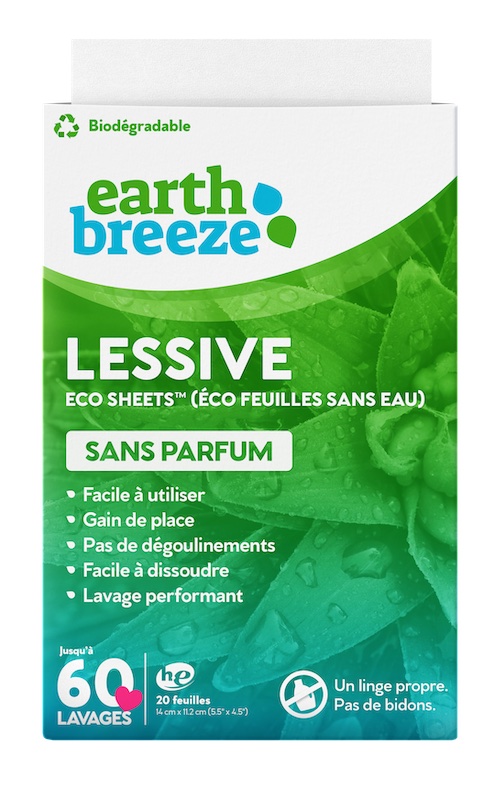 Biodégradable
earth
breeze
LESSIVE
ECO SHEETS™ (ÉCO FEUILLES SANS EAU)
SANS PARFUM
Facile à utiliser
Gain de place
Pas de dégoulinements
Facile à dissoudre
Lavage performant
Jusqu'à
60
LAVAGES
he
20 feuilles
14 cm x 11.2 cm (5.5" x 4.5")
Un linge propre.
Pas de bidons.